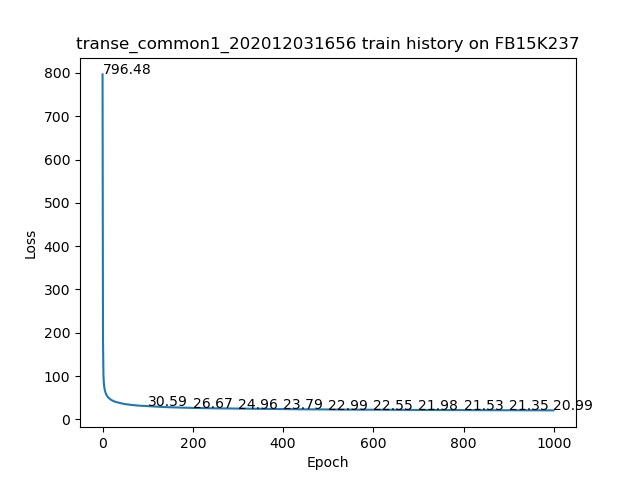 transe_common1_202012031656 train history on FB15K237
800
700
600
500
400
300
200
100
0
Loss
796.48
30.59 26.67 24.96 23.79 22.99 22.55 21.98 21.53 21.35 20.99
0 200 400 600 800 1000
Epoch